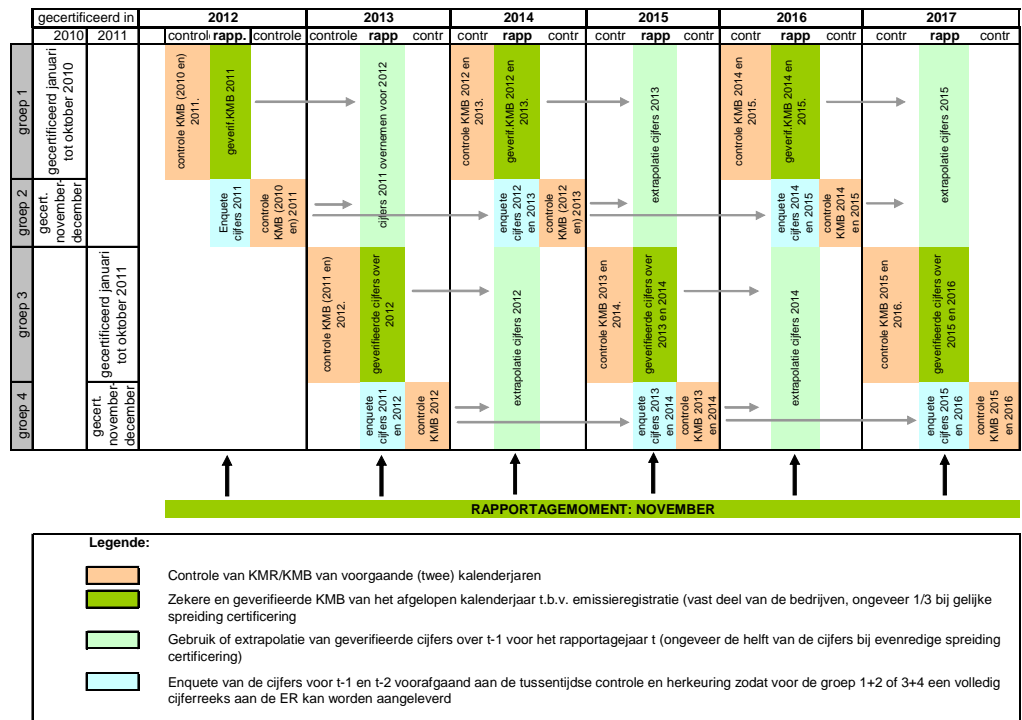 gecertificeerd in 2012 2013 2014 2015 2016 2017
2010 2011 controle rapp. controle controle rapp contr contr rapp contr contr rapp contr contr rapp contr contr rapp contr
groep 1
gecertificeerd januari
tot oktober 2010
controle KMB (2010 en)
2011.
geverif.KMB 2011
cijfers 2011 overnemen voor 2012
controle KMB 2012 en
2013.
geverif.KMB 2012 en
2013.
extrapolatie cijfers 2013
controle KMB 2014 en
2015.
geverif.KMB 2014 en
2015.
extrapolatie cijfers 2015
groep 2
gecert.
november-
december
Enquete
cijfers 2011
controle
KMB (2010
en) 2011
enquete
cijfers 2012
en 2013
controle
KMB (2012
en) 2013
enquete
cijfers 2014
en 2015
controle
KMB 2014
en 2015
groep 3
gecertificeerd januari
tot oktober 2011
controle KMB (2011 en)
2012.
geverifieerde cijfers over
2012
extrapolatie cijfers 2012
controle KMB 2013 en
2014.
geverifieerde cijfers over
2013 en 2014
extrapolatie cijfers 2014
controle KMB 2015 en
2016.
geverifieerde cijfers over
2015 en 2016
groep 4
gecert.
november-
december
enquete
cijfers 2011
en 2012
controle
KMB 2012
enquete
cijfers 2013
en 2014
controle
KMB 2013
en 2014
enquete
cijfers 2015
en 2016
controle
KMB 2015
en 2016
RAPPORTAGEMOMENT: NOVEMBER
Legende:
Controle van KMR/KMB van voorgaande (twee) kalenderjaren
Zekere en geverifieerde KMB van het afgelopen kalenderjaar t.b.v. emissieregistratie (vast deel van de bedrijven, ongeveer 1/3 bij gelijke
spreiding certificering
Gebruik of extrapolatie van geverifieerde cijfers over t-1 voor het rapportagejaar t (ongeveer de helft van de cijfers bij evenredige spreiding
certificering)
Enquete van de cijfers voor t-1 en t-2 voorafgaand aan de tussentijdse controle en herkeuring zodat voor de groep 1+2 of 3+4 een volledig
cijferreeks aan de ER kan worden aangeleverd